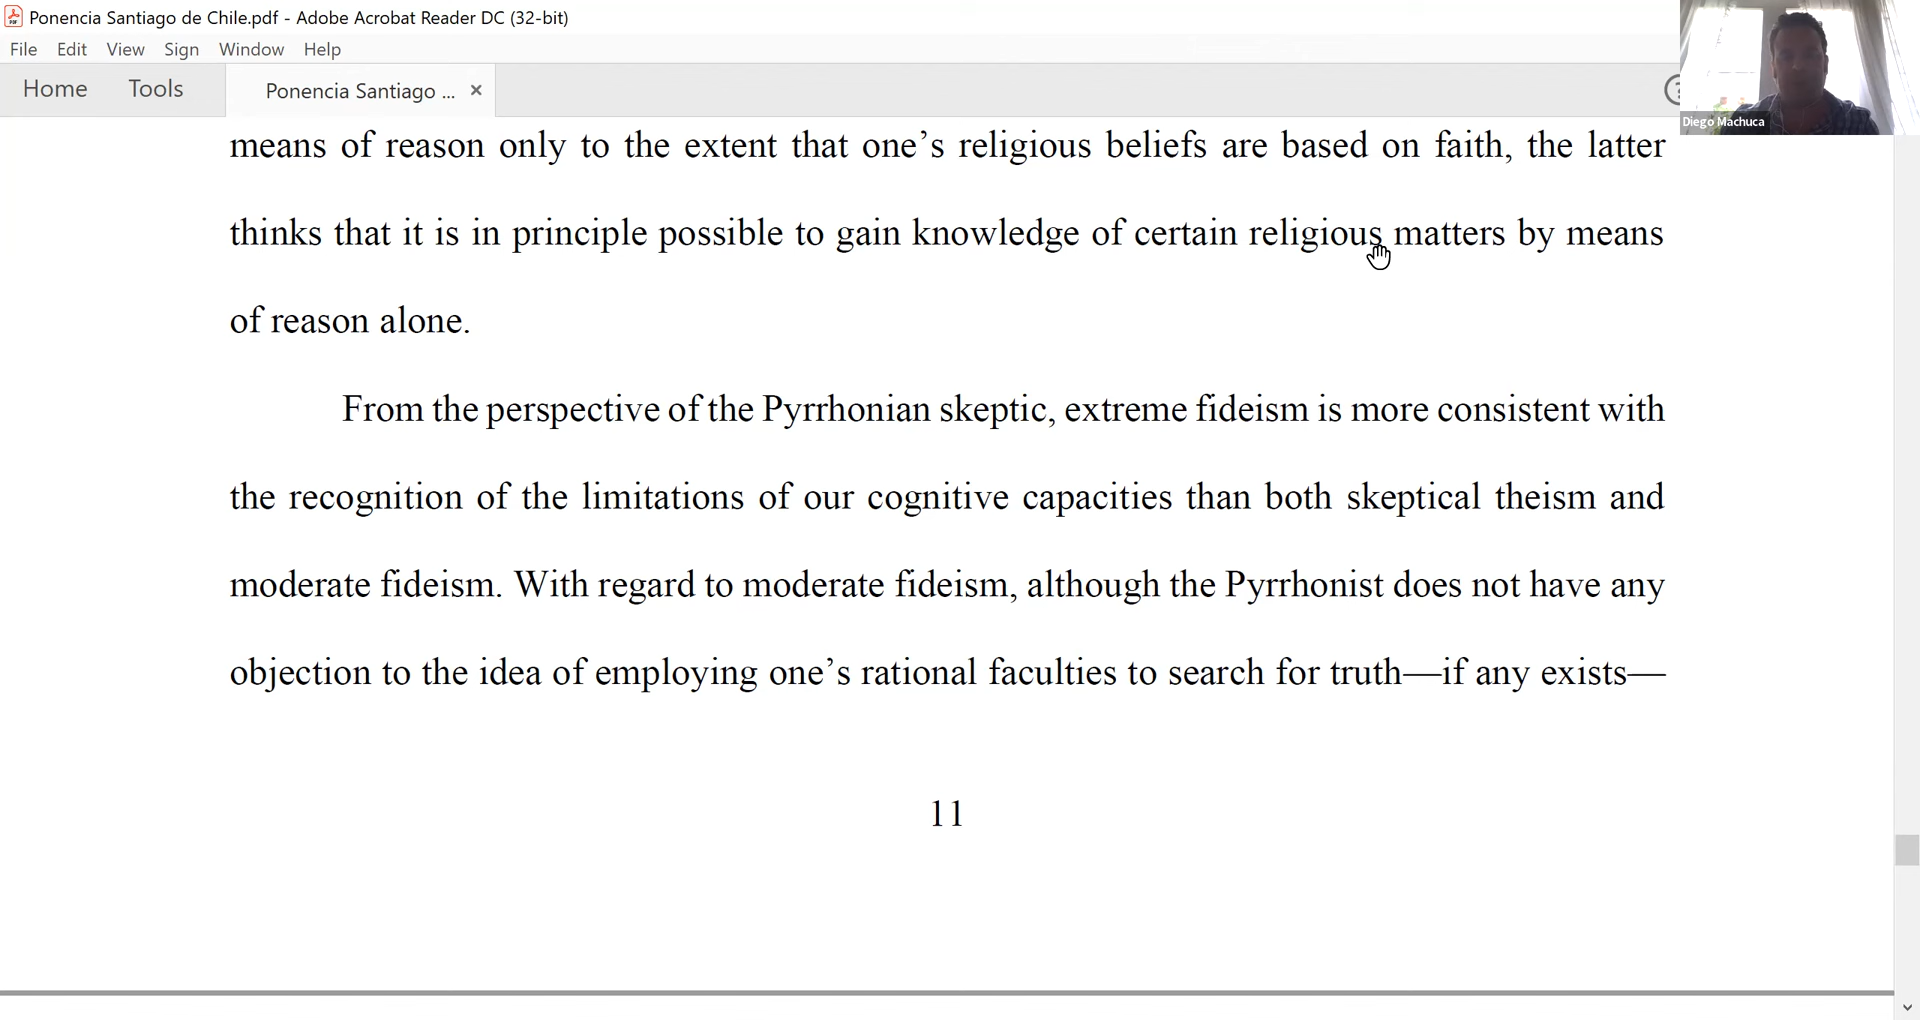 Ponencia Santiago de Chile.pdf - Adobe Acrobat Reader DC (32-bit)
File Edit View Sign Window Help
Home Tools Ponencia Santiago ... ×
Diego Machuca
means of reason only to the extent that one’s religious beliefs are based on faith, the latter
thinks that it is in principle possible to gain knowledge of certain religious matters by means
of reason alone.
From the perspective of the Pyrrhonian skeptic, extreme fideism is more consistent with
the recognition of the limitations of our cognitive capacities than both skeptical theism and
moderate fideism. With regard to moderate fideism, although the Pyrrhonist does not have any
objection to the idea of employing one’s rational faculties to search for truth—if any exists—
11